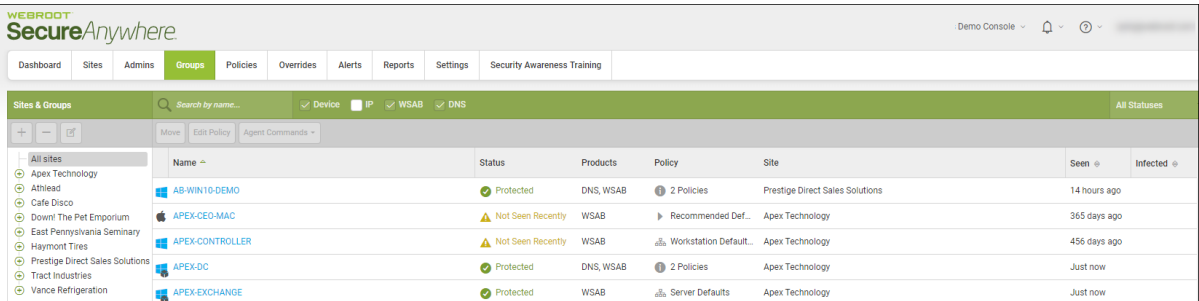 WEBROOT
SecureAnywhere.
Demo Console
Dashboard Sites Admins Groups Policies Overrides Alerts Reports Settings Security Awareness Training
Sites & Groups Search by name... Device IP WSAB DNS All Statuses
Move Edit Policy Agent Commands
All sites
Apex Technology
Athlead
Cafe Disco
Down! The Pet Emporium
East Pennyslvania Seminary
Haymont Tires
Prestige Direct Sales Solutions
Tract Industries
Vance Refrigeration
Name Status Products Policy Site Seen Infected
AB-WIN10-DEMO Protected DNS, WSAB 2 Policies Prestige Direct Sales Solutions 14 hours ago
APEX-CEO-MAC Not Seen Recently WSAB Recommended Def... Apex Technology 365 days ago
APEX-CONTROLLER Not Seen Recently WSAB Workstation Default... Apex Technology 456 days ago
APEX-DC Protected DNS, WSAB 2 Policies Apex Technology Just now
APEX-EXCHANGE Protected WSAB Server Defaults Apex Technology Just now